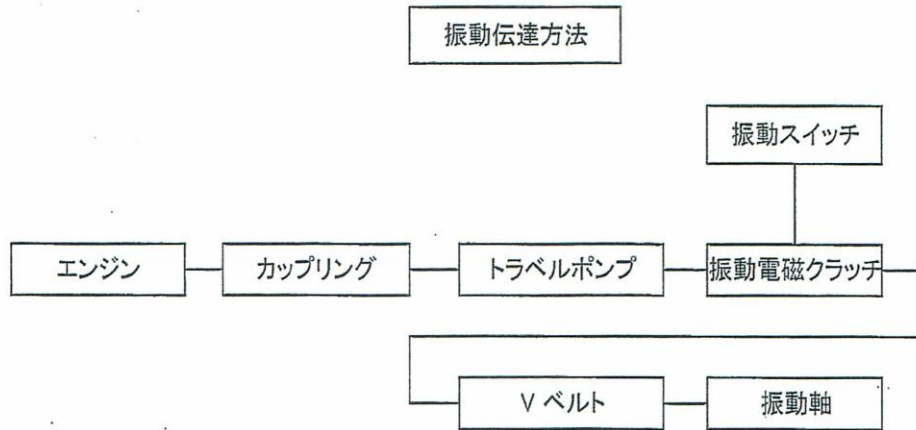 振動伝達方法
振動スイッチ
エンジン
カップリング
トラベルポンプ
振動電磁クラッチ
V ベルト
振動軸